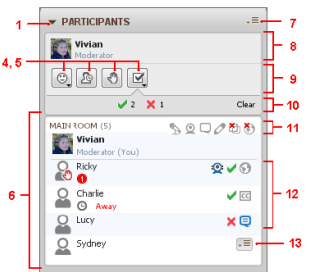 1 PARTICIPANTS 7
Vivian
Moderator
8
4, 5
9
2 1 Clear 10
MAIN ROOM (5) 11
Vivian
Moderator (You)
Ricky
1
6
Charlie CC
Away
12
Lucy
Sydney 13